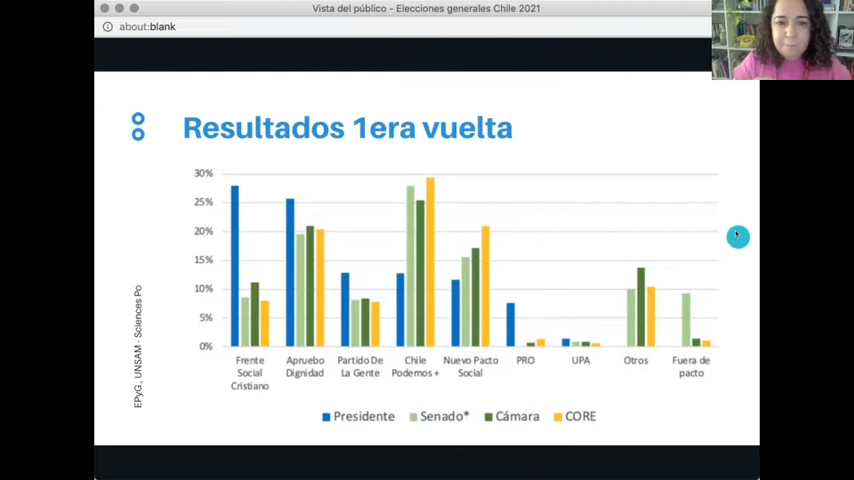 Vista del público - Elecciones generales Chile 2021
about:blank
Resultados 1era vuelta
30%
25%
20%
15%
10%
5%
0%
Frente Social Cristiano
Apruebo Dignidad
Partido De La Gente
Chile Podemos +
Nuevo Pacto Social
PRO
UPA
Otros
Fuera de pacto
Presidente Senado* Cámara CORE
EPyG, UNSAM - Sciences Po